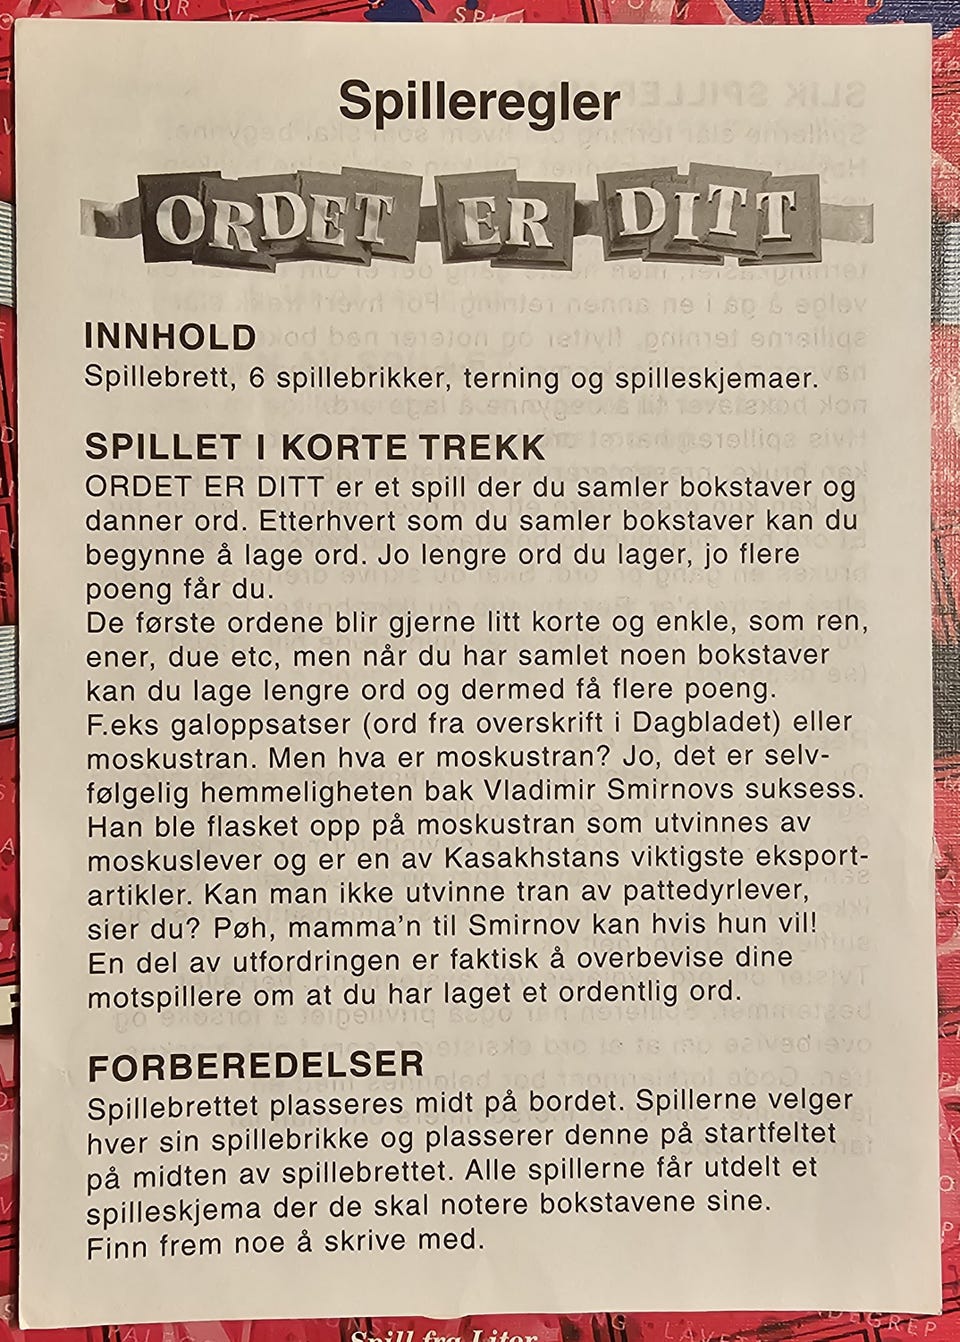 Spilleregler
ORDET ER DITT
INNHOLD
Spillebrett, 6 spillebrikker, terning og spilleskjemaer.
SPILLET I KORTE TREKK
ORDET ER DITT er et spill der du samler bokstaver og
danner ord. Etterhvert som du samler bokstaver kan du
begynne å lage ord. Jo lengre ord du lager, jo flere
poeng får du.
De første ordene blir gjerne litt korte og enkle, som ren,
ener, due etc, men når du har samlet noen bokstaver
kan du lage lengre ord og dermed få flere poeng.
F.eks galoppsatser (ord fra overskrift i Dagbladet) eller
moskustran. Men hva er moskustran? Jo, det er selv-
følgelig hemmeligheten bak Vladimir Smirnovs suksess.
Han ble flasket opp på moskustran som utvinnes av
moskuslever og er en av Kasakhstans viktigste eksport-
artikler. Kan man ikke utvinne tran av pattedyrlever,
sier du? Pøh, mamma'n til Smirnov kan hvis hun vil!
En del av utfordringen er faktisk å overbevise dine
motspillere om at du har laget et ordentlig ord.
FORBEREDELSER
Spillebrettet plasseres midt på bordet. Spillerne velger
hver sin spillebrikke og plasserer denne på startfeltet
på midten av spillebrettet. Alle spillerne får utdelt et
spilleskjema der de skal notere bokstavene sine.
Finn frem noe å skrive med.
Spill fra Litor